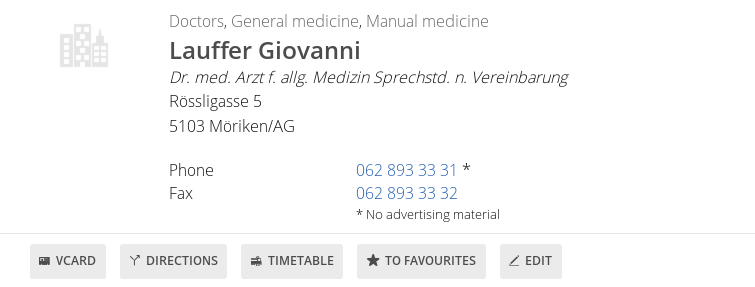 Doctors, General medicine, Manual medicine
Lauffer Giovanni
Dr. med. Arzt f. allg. Medizin Sprechstd. n. Vereinbarung
Rössligasse 5
5103 Möriken/AG
Phone 062 893 33 31 *
Fax 062 893 33 32
* No advertising material
VCARD DIRECTIONS TIMETABLE TO FAVOURITES EDIT